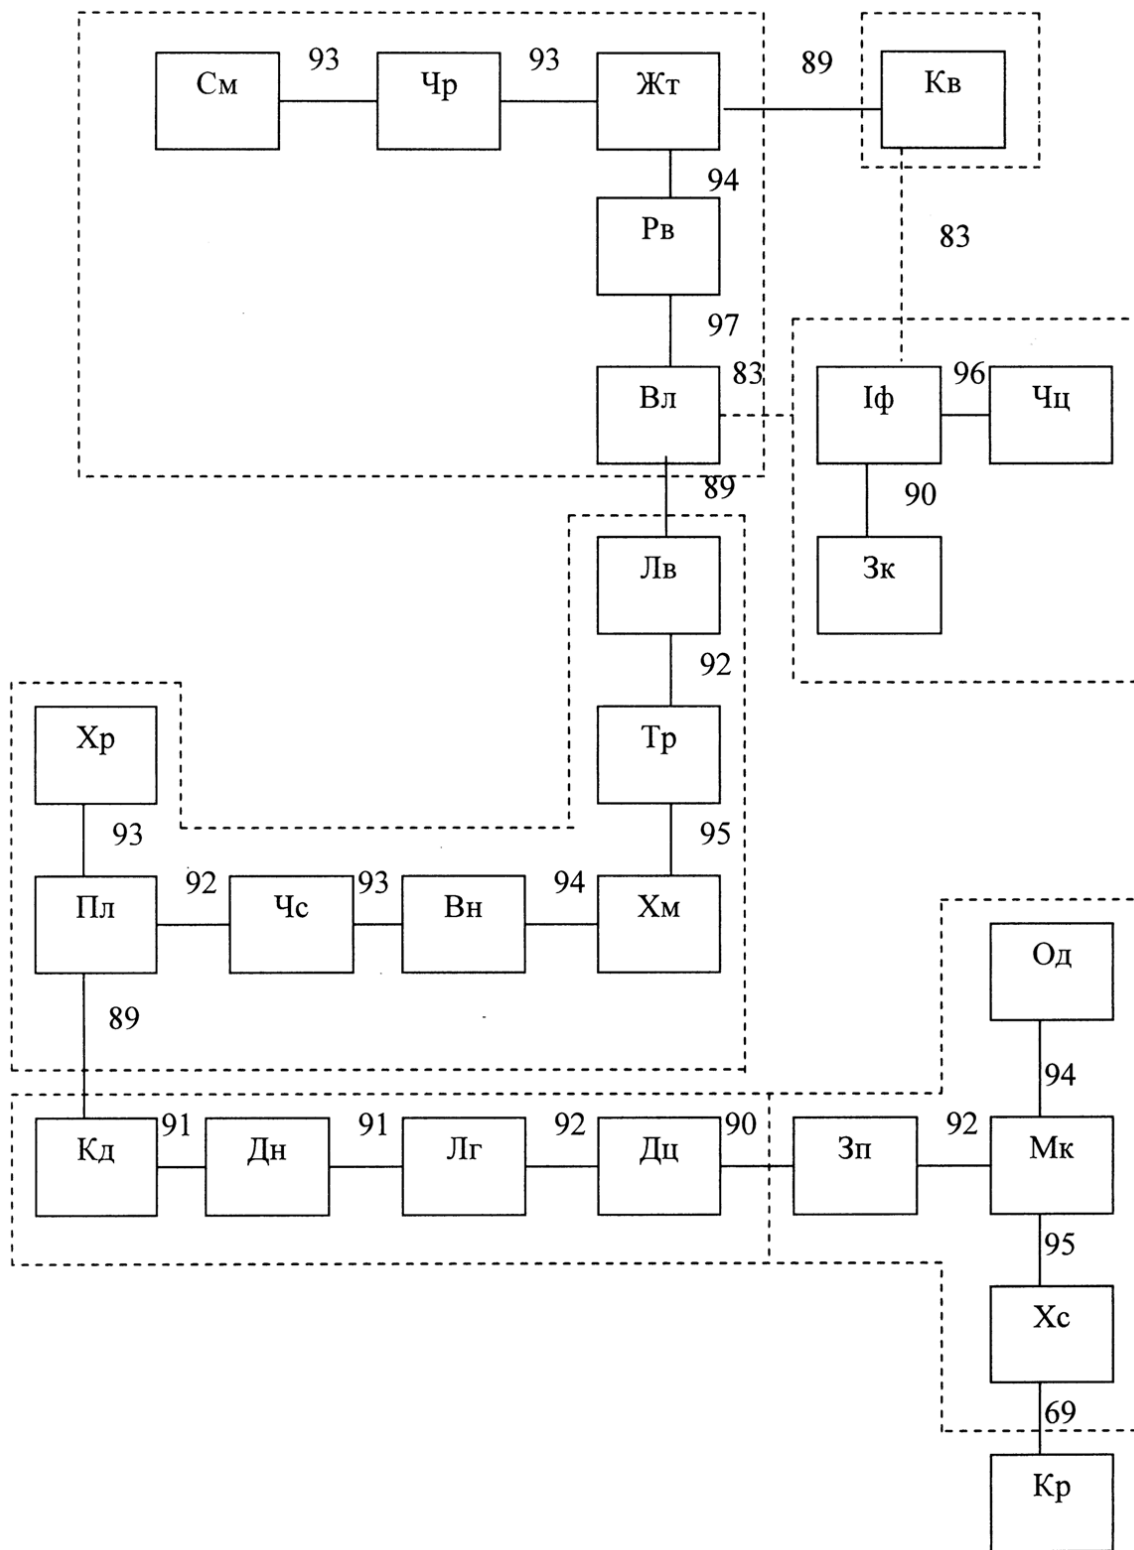 93 93 89
См Чр Жт Кв
94
Рв
83
97
83 96
Вл Іф Чц
89 90
Лв Зк
92
Хр Тр
93 95
92 93 94
Пл Чс Вн Хм
Од
89
94
91 91 92 90 92
Кд Дн Лг Дц Зп Мк
95
Хс
69
Кр